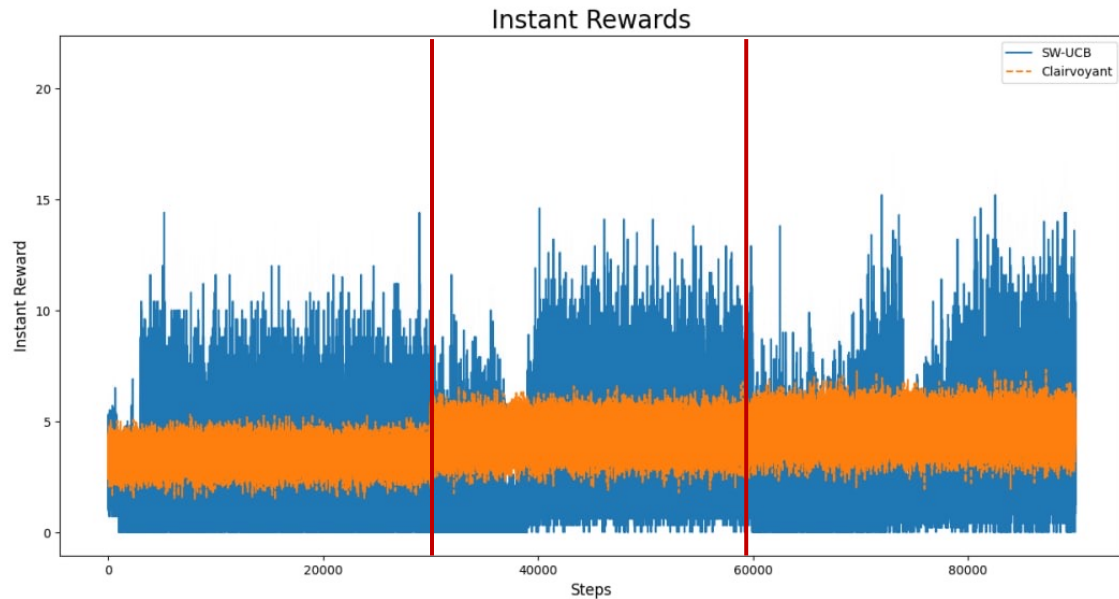 Instant Rewards
SW-UCB
Clairvoyant
20
15
10
5
0
Instant Reward
0
20000
40000
60000
80000
Steps